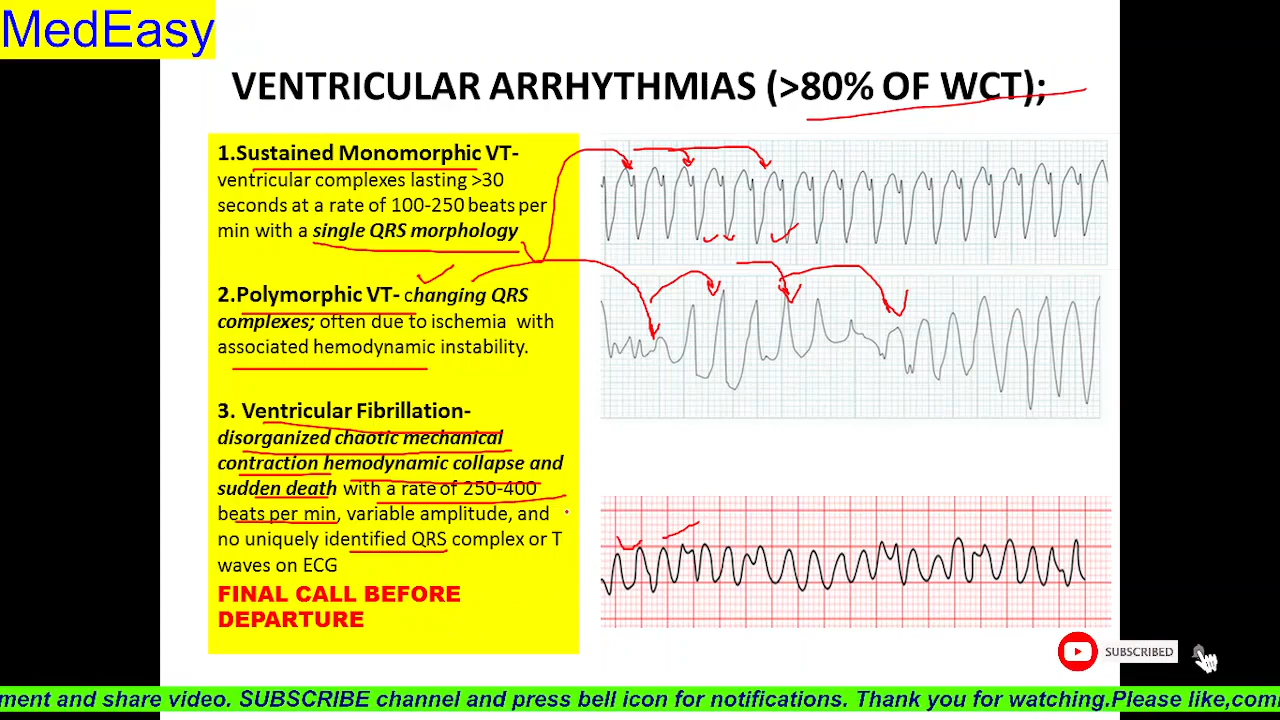 MedEasy
VENTRICULAR ARRHYTHMIAS (>80% OF WCT);
1.Sustained Monomorphic VT-
ventricular complexes lasting >30
seconds at a rate of 100-250 beats per
min with a single QRS morphology
2.Polymorphic VT- changing QRS
complexes; often due to ischemia with
associated hemodynamic instability.
3. Ventricular Fibrillation-
disorganized chaotic mechanical
contraction hemodynamic collapse and
sudden death with a rate of 250-400
beats per min, variable amplitude, and
no uniquely identified QRS complex or T
waves on ECG
FINAL CALL BEFORE
DEPARTURE
SUBSCRIBED
ment and share video. SUBSCRIBE channel and press bell icon for notifications. Thank you for watching.Please like,com